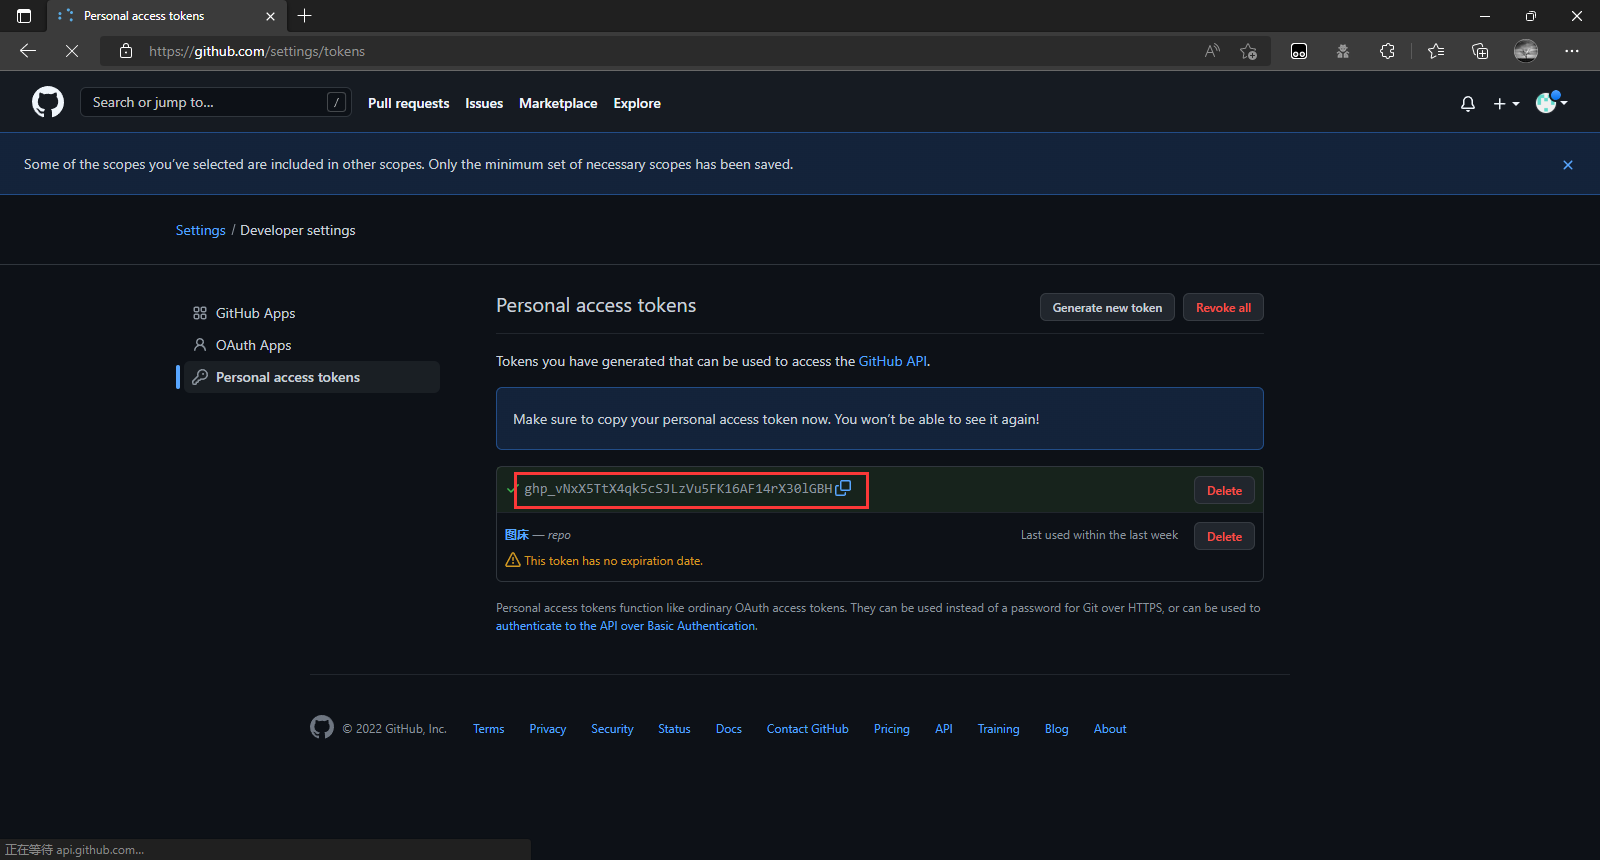 Personal access tokens
https://github.com/settings/tokens
Search or jump to... /
Pull requests Issues Marketplace Explore
Some of the scopes you’ve selected are included in other scopes. Only the minimum set of necessary scopes has been saved.
Settings / Developer settings
GitHub Apps
OAuth Apps
Personal access tokens
Personal access tokens
Generate new token Revoke all
Tokens you have generated that can be used to access the GitHub API.
Make sure to copy your personal access token now. You won’t be able to see it again!
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 Delete
图床 — repo Last used within the last week Delete
This token has no expiration date.
Personal access tokens function like ordinary OAuth access tokens. They can be used instead of a password for Git over HTTPS, or can be used to
authenticate to the API over Basic Authentication.
© 2022 GitHub, Inc. Terms Privacy Security Status Docs Contact GitHub Pricing API Training Blog About
正在等待 api.github.com...